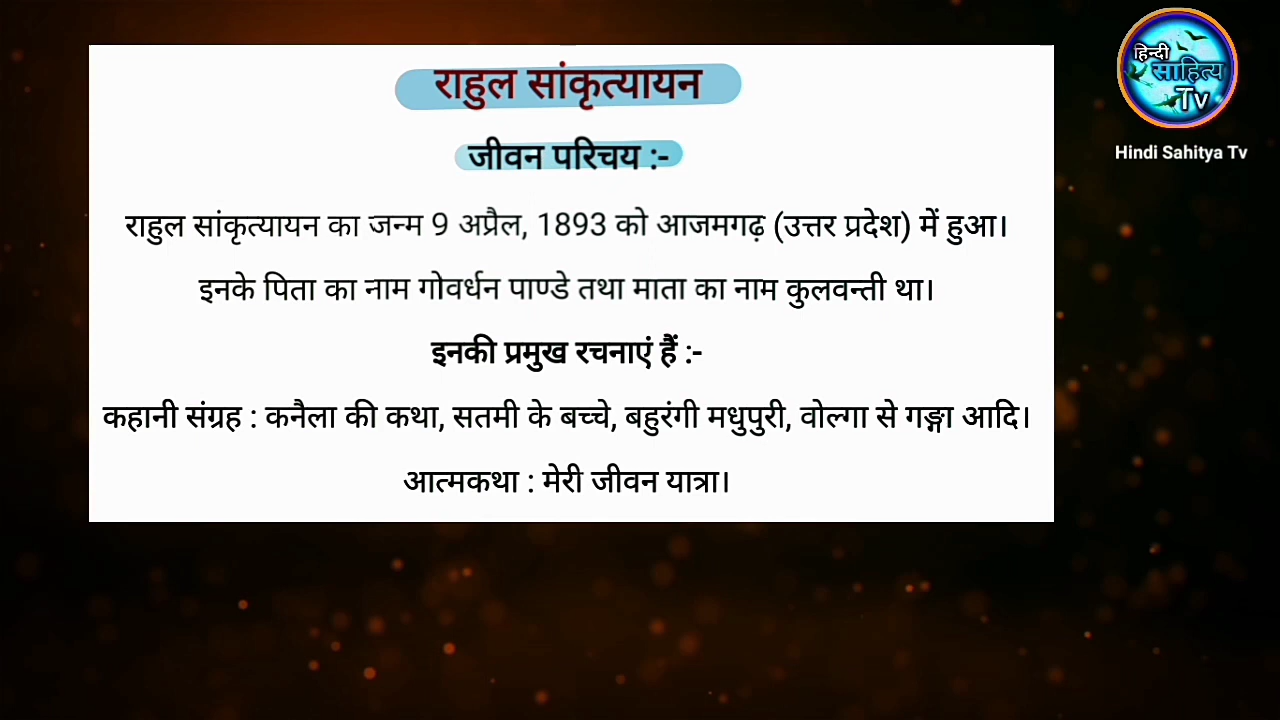 राहुल सांकृत्यायन
जीवन परिचय :-
राहुल सांकृत्यायन का जन्म 9 अप्रैल, 1893 को आजमगढ़ (उत्तर प्रदेश) में हुआ।
इनके पिता का नाम गोवर्धन पाण्डे तथा माता का नाम कुलवन्ती था।
इनकी प्रमुख रचनाएं हैं :-
कहानी संग्रह : कनैला की कथा, सतमी के बच्चे, बहुरंगी मधुपुरी, वोल्गा से गङ्गा आदि।
आत्मकथा : मेरी जीवन यात्रा।
हिन्दी
साहित्य
Tv
Hindi Sahitya Tv